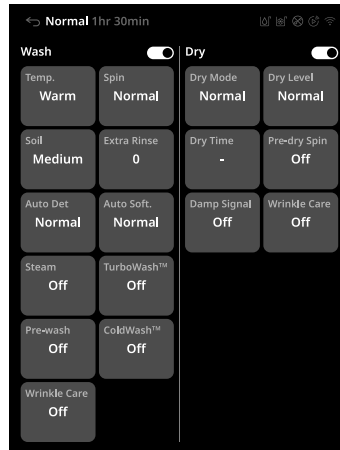 Normal 1hr 30min
Wash
Dry
Temp.
Warm
Spin
Normal
Dry Mode
Normal
Dry Level
Normal
Soil
Medium
Extra Rinse
0
Dry Time
-
Pre-dry Spin
Off
Auto Det
Normal
Auto Soft.
Normal
Damp Signal
Off
Wrinkle Care
Off
Steam
Off
TurboWash™
Off
Pre-wash
Off
ColdWash™
Off
Wrinkle Care
Off